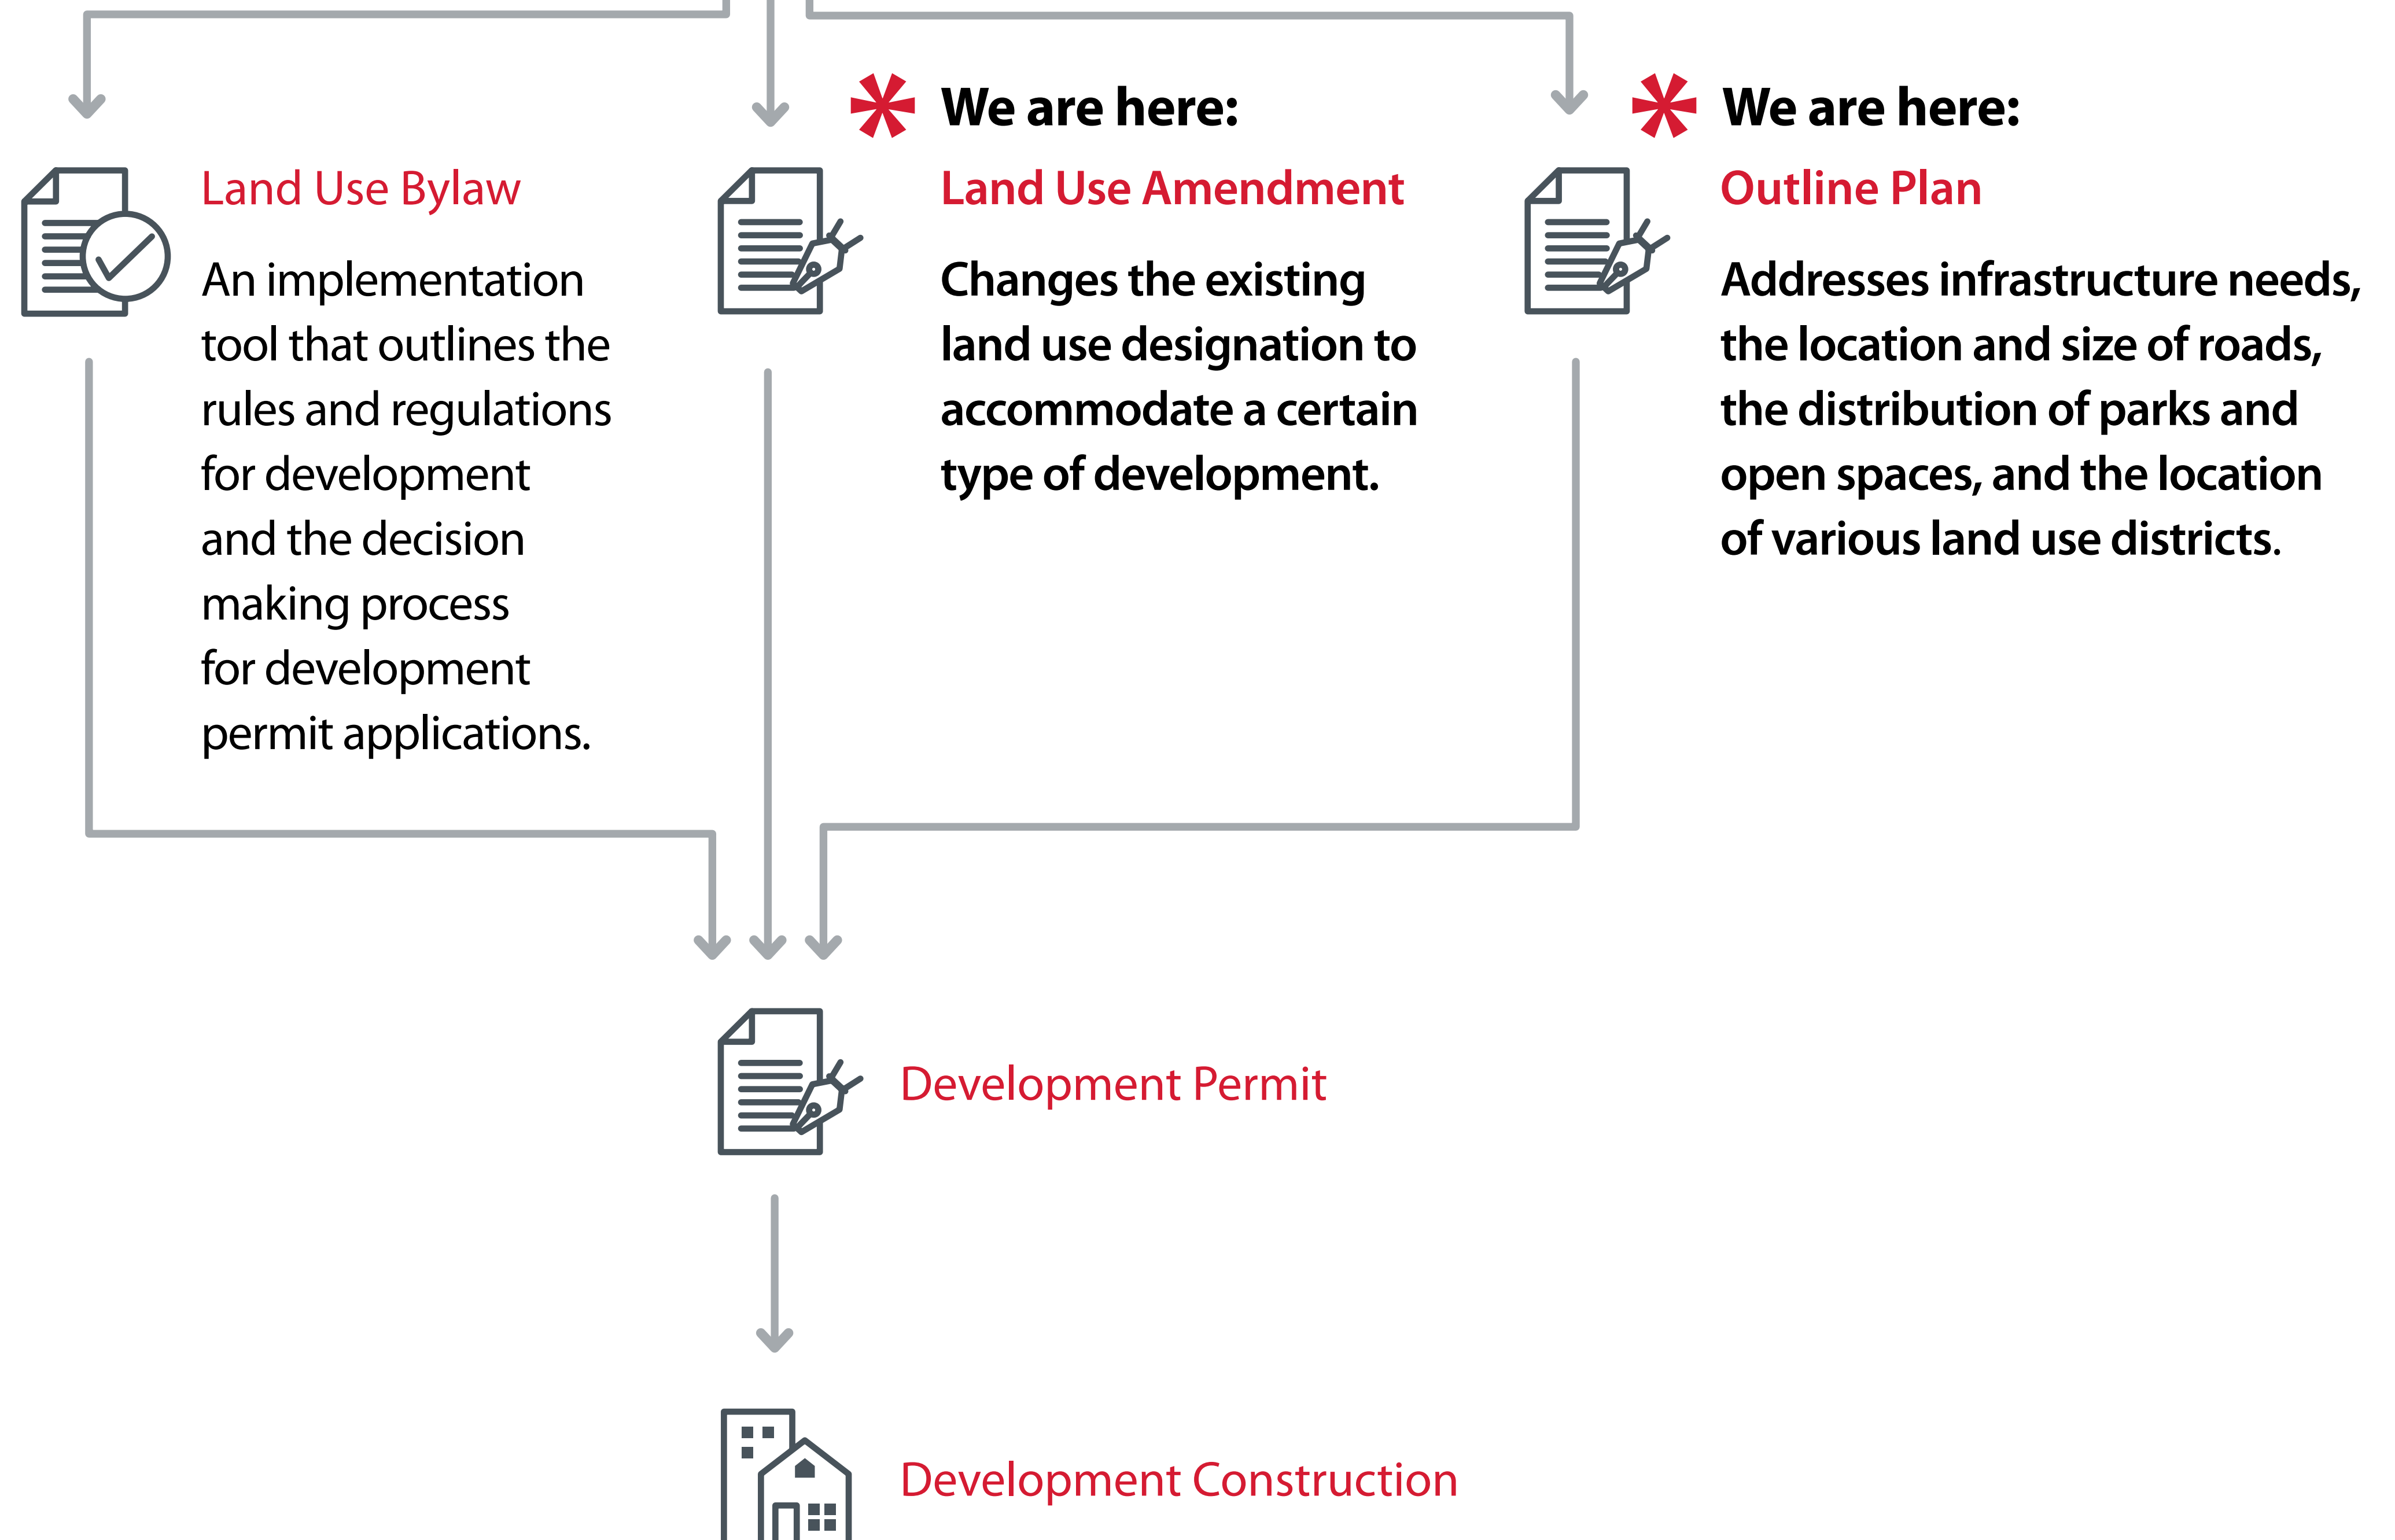 Land Use Bylaw
An implementation
tool that outlines the
rules and regulations
for development
and the decision
making process
for development
permit applications.
We are here:
Land Use Amendment
Changes the existing
land use designation to
accommodate a certain
type of development.
We are here:
Outline Plan
Addresses infrastructure needs,
the location and size of roads,
the distribution of parks and
open spaces, and the location
of various land use districts.
Development Permit
Development Construction